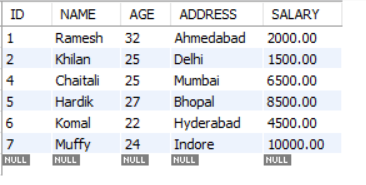 ID NAME AGE ADDRESS SALARY
1 Ramesh 32 Ahmedabad 2000.00
2 Khilan 25 Delhi 1500.00
4 Chaitali 25 Mumbai 6500.00
5 Hardik 27 Bhopal 8500.00
6 Komal 22 Hyderabad 4500.00
7 Muffy 24 Indore 10000.00
NULL NULL NULL NULL NULL